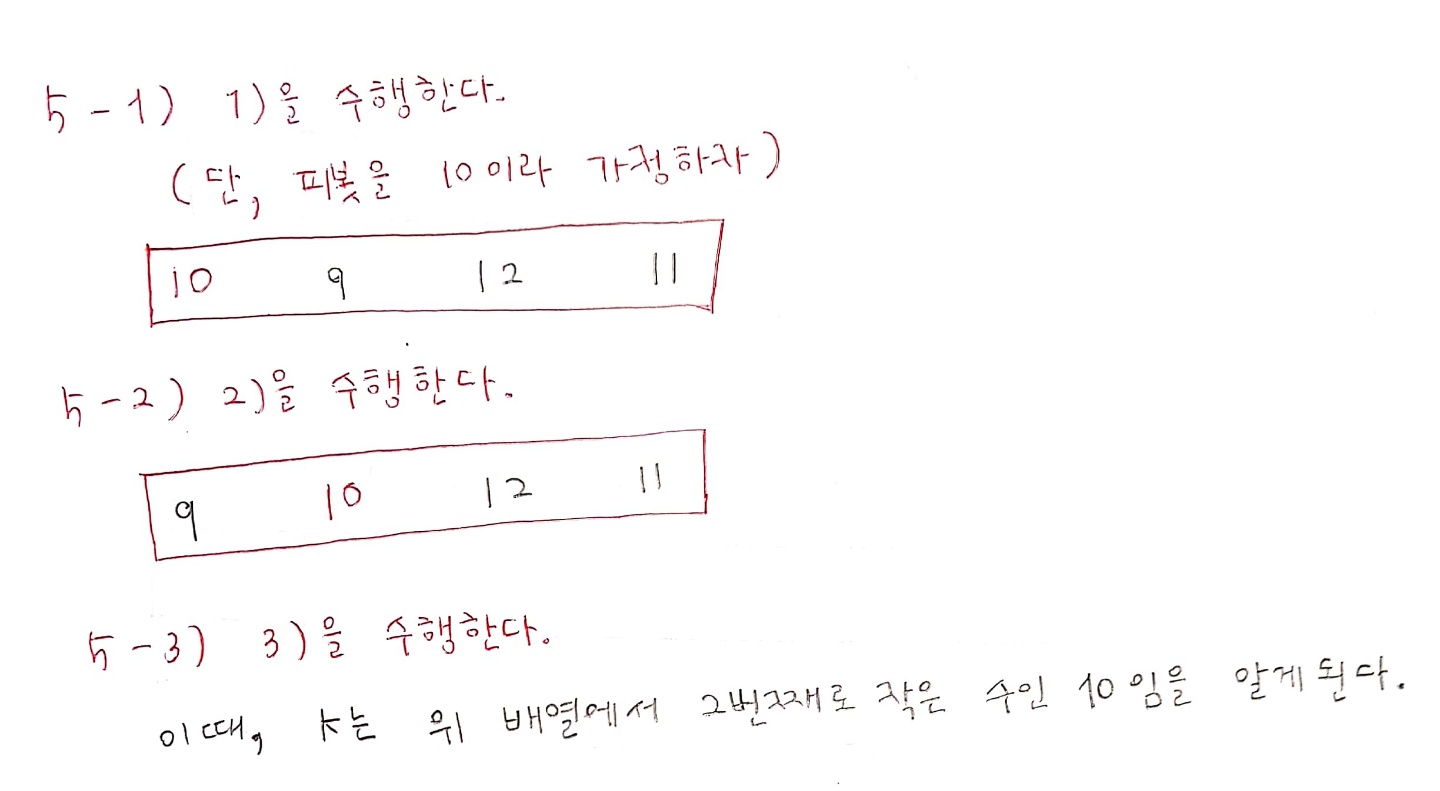 5-1) 1)을 수행한다.
(단, 피봇을 10이라 가정하자)
10 9 12 11
5-2) 2)을 수행한다.
9 10 12 11
5-3) 3)을 수행한다.
이때, k는 위 배열에서 2번째로 작은 수인 10임을 알게된다.